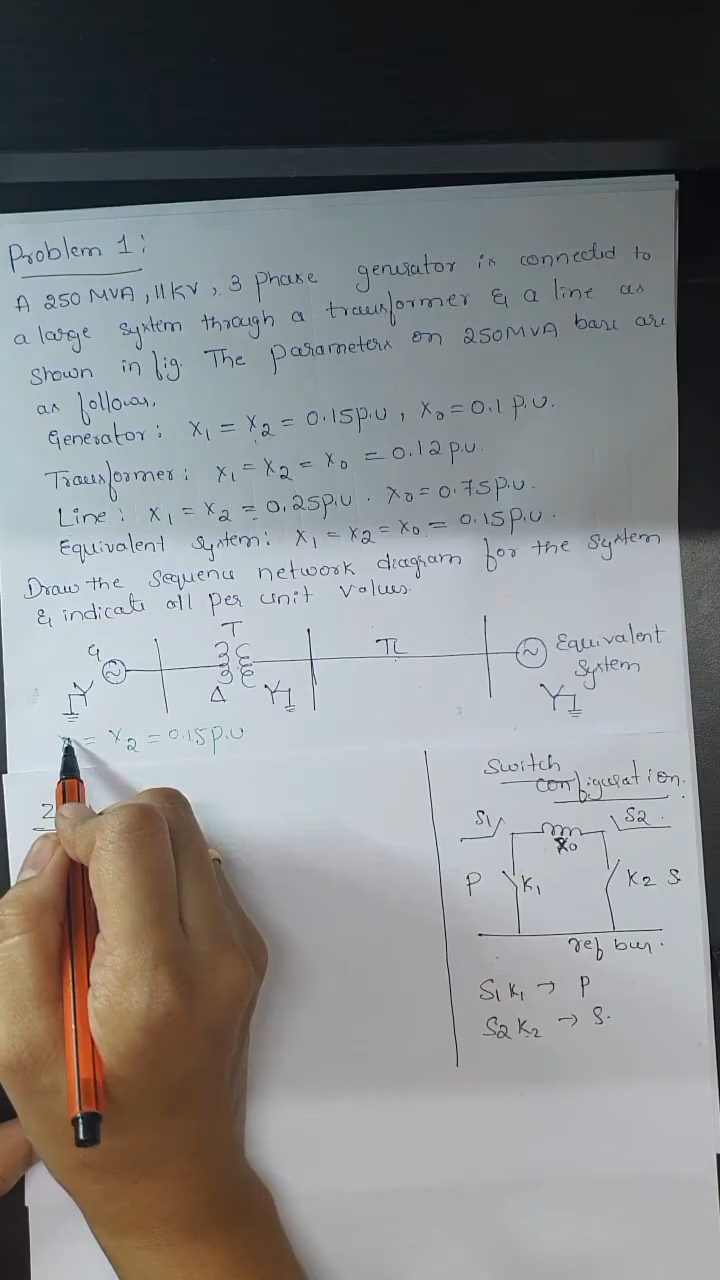 Problem 1:
A 250 MVA, 11KV, 3 Phase generator is connected to
a large system through a transformer & a line as
shown in fig. The parameters on 250MVA base are
as follows.
Generator: X1 = X2 = 0.15p.u, X0 = 0.1 p.u.
Transformer: X1 = X2 = X0 = 0.12 p.u.
Line: X1 = X2 = 0.25p.u. X0 = 0.75p.u.
Equivalent system: X1 = X2 = X0 = 0.15p.u.
Draw the sequence network diagram for the system
& indicate all per unit values.
G T TL Equivalent
System
Δ
= X2 = 0.15p.u
Switch
configuration.
S1 X0 S2.
P K1 K2 S
ref bus.
S1 K1 → P
S2 K2 → S.